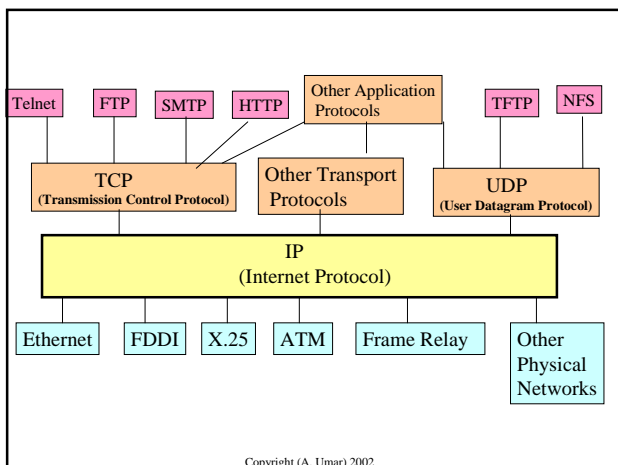 Telnet
FTP
SMTP
HTTP
Other Application
Protocols
TFTP
NFS
TCP
(Transmission Control Protocol)
Other Transport
Protocols
UDP
(User Datagram Protocol)
IP
(Internet Protocol)
Ethernet
FDDI
X.25
ATM
Frame Relay
Other
Physical
Networks
Copyright (A. Umar) 2002